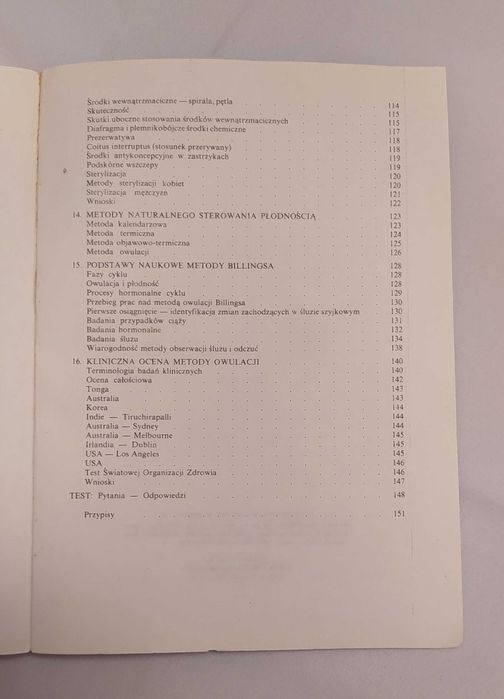 Środki wewnątrzmaciczne — spirala, pętla 114
Skuteczność 115
Skutki uboczne stosowania środków wewnątrzmacicznych 115
Diafragma i plemnikobójcze środki chemiczne 117
Prezerwatywa 118
Coitus interruptus (stosunek przerywany) 118
Środki antykoncepcyjne w zastrzykach 119
Podskórne wszczepy 119
Sterylizacja 120
Metody sterylizacji kobiet 120
Sterylizacja mężczyzn 121
Wnioski 122
14. METODY NATURALNEGO STEROWANIA PŁODNOŚCIĄ 123
Metoda kalendarzowa 123
Metoda termiczna 124
Metoda objawowo-termiczna 125
Metoda owulacji 126
15. PODSTAWY NAUKOWE METODY BILLINGSA 128
Fazy cyklu 128
Owulacja i płodność 128
Procesy hormonalne cyklu 129
Przebieg prac nad metodą owulacji Billingsa 130
Pierwsze osiągnięcie — identyfikacja zmian zachodzących w śluzie szyjkowym 130
Badania przypadków ciąży 131
Badania hormonalne 132
Badania śluzu 134
Wiarogodność metody obserwacji śluzu i odczuć 138
16. KLINICZNA OCENA METODY OWULACJI 140
Terminologia badań klinicznych 140
Ocena całościowa 142
Tonga 143
Australia 143
Korea 144
Indie — Tiruchirapalli 144
Australia — Sydney 144
Australia — Melbourne 145
Irlandia — Dublin 145
USA — Los Angeles 145
USA 146
Test Światowej Organizacji Zdrowia 146
Wnioski 147
TEST: Pytania — Odpowiedzi 148
Przypisy 151